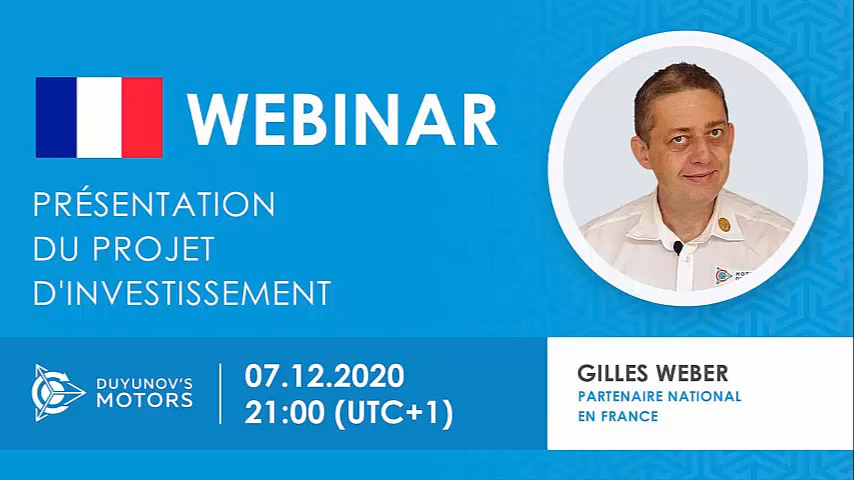 WEBINAR
PRÉSENTATION
DU PROJET
D'INVESTISSEMENT
DUYUNOV'S
MOTORS
07.12.2020
21:00 (UTC+1)
GILLES WEBER
PARTENAIRE NATIONAL
EN FRANCE